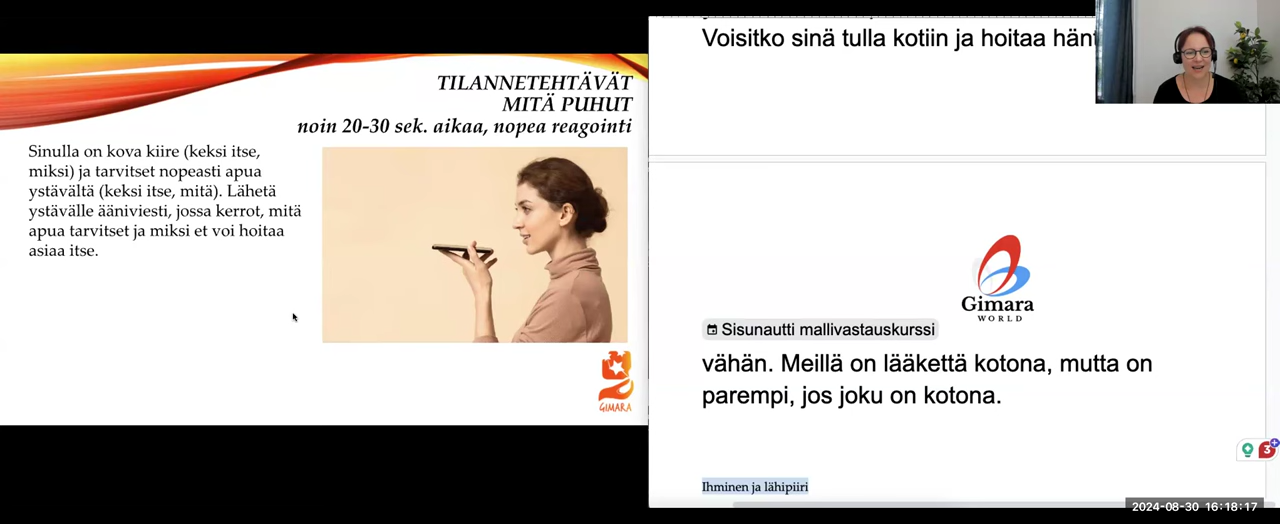 TILANNETEHTÄVÄT
MITÄ PUHUT
noin 20-30 sek. aikaa, nopea reagointi
Sinulla on kova kiire (keksi itse,
miksi) ja tarvitset nopeasti apua
ystävältä (keksi itse, mitä). Lähetä
ystävälle ääniviesti, jossa kerrot, mitä
apua tarvitset ja miksi et voi hoitaa
asiaa itse.
GIMARA
Voisitko sinä tulla kotiin ja hoitaa
Gimara
WORLD
Sisunautti mallivastauskurssi
vähän. Meillä on lääkettä kotona, mutta on
parempi, jos joku on kotona.
3
Ihminen ja lähipiiri
2024-08-30 16:18:17